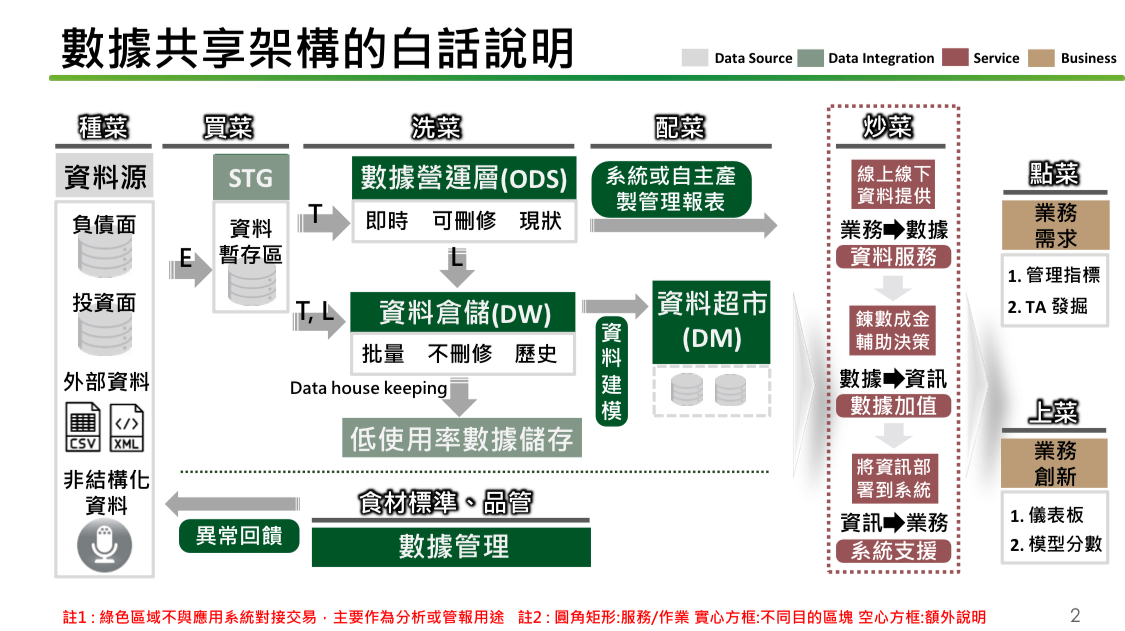 數據共享架構的白話說明
Data Source
Data Integration
Service
Business
種菜
買菜
洗菜
配菜
炒菜
點菜
資料源
負債面
投資面
外部資料
CSV
</>
XML
非結構化
資料
E
STG
資料
暫存區
T
T, L
數據營運層(ODS)
即時 可刪修 現狀
L
資料倉儲(DW)
批量 不刪修 歷史
Data house keeping
低使用率數據儲存
系統或自主產
製管理報表
資料建模
資料超市
(DM)
食材標準、品管
數據管理
異常回饋
線上線下
資料提供
業務➡數據
資料服務
鍊數成金
輔助決策
數據➡資訊
數據加值
將資訊部
署到系統
資訊➡業務
系統支援
業務
需求
1. 管理指標
2. TA 發掘
上菜
業務
創新
1. 儀表板
2. 模型分數
註1 : 綠色區域不與應用系統對接交易，主要作為分析或管報用途 註2 : 圓角矩形:服務/作業 實心方框:不同目的區塊 空心方框:額外說明
2